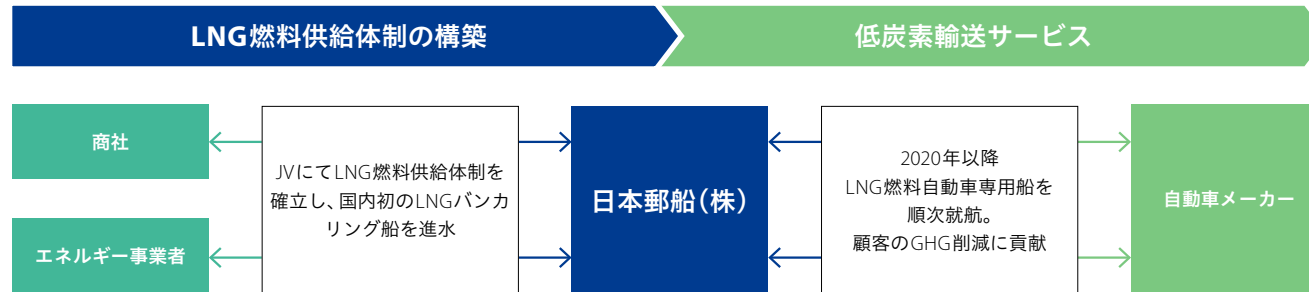 LNG燃料供給体制の構築
低炭素輸送サービス
商社
エネルギー事業者
JVにてLNG燃料供給体制を
確立し、国内初のLNGバンカ
リング船を進水
日本郵船(株)
2020年以降
LNG燃料自動車専用船を
順次就航。
顧客のGHG削減に貢献
自動車メーカー